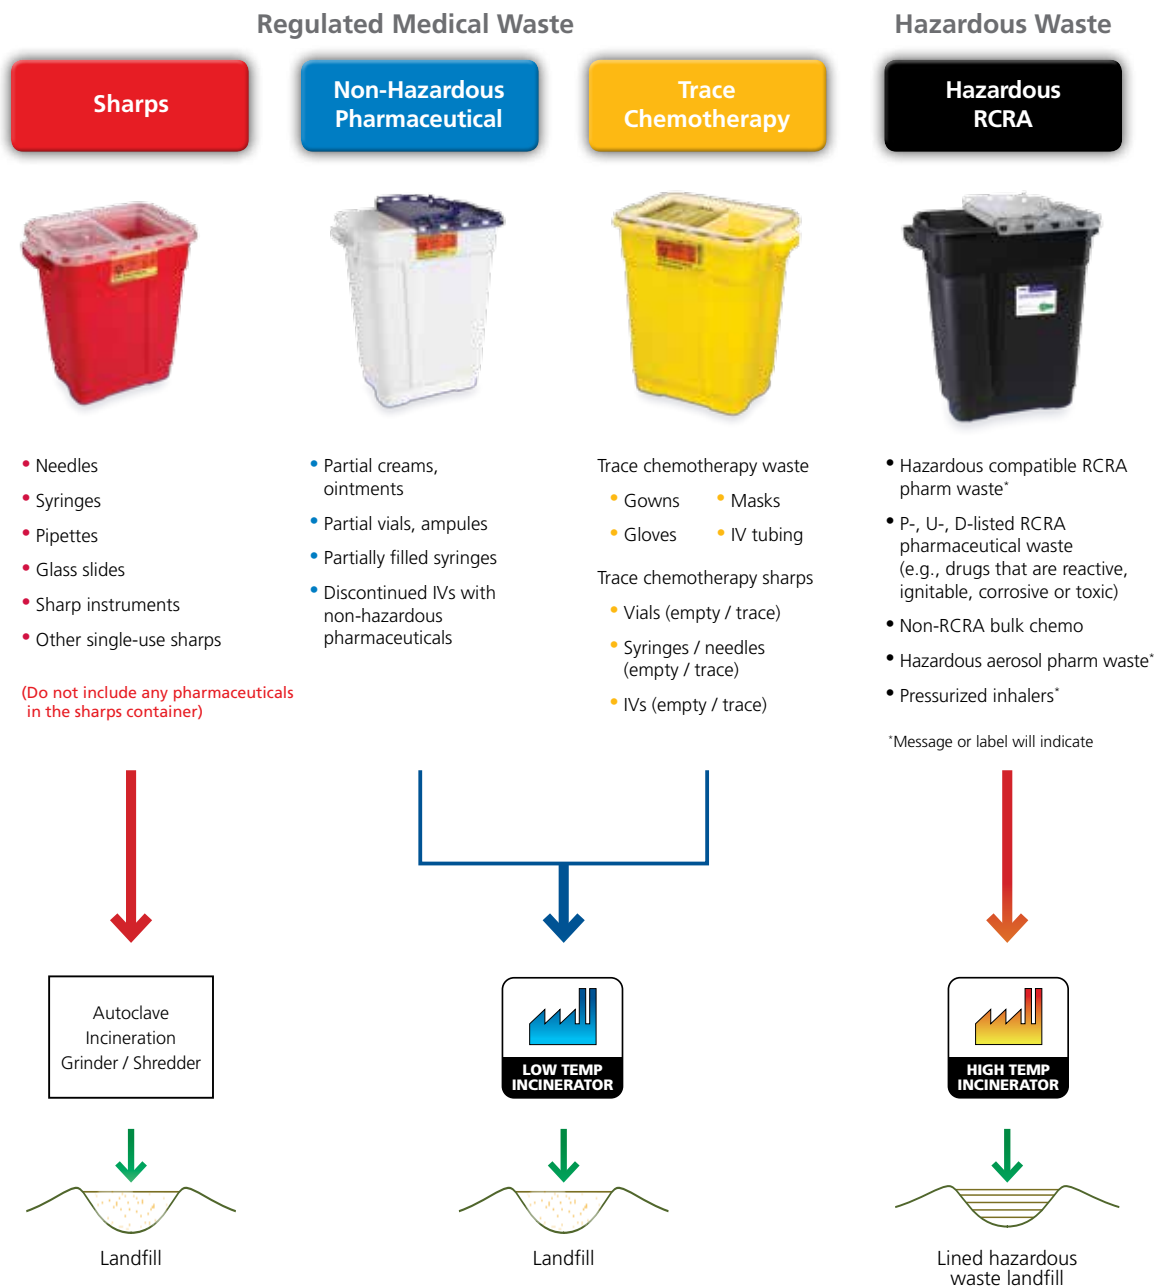 Regulated Medical Waste
Hazardous Waste
Sharps
Non-Hazardous
Pharmaceutical
Trace
Chemotherapy
Hazardous
RCRA
• Needles
• Syringes
• Pipettes
• Glass slides
• Sharp instruments
• Other single-use sharps
(Do not include any pharmaceuticals
in the sharps container)
• Partial creams,
ointments
• Partial vials, ampules
• Partially filled syringes
• Discontinued IVs with
non-hazardous
pharmaceuticals
Trace chemotherapy waste
• Gowns • Masks
• Gloves • IV tubing
Trace chemotherapy sharps
• Vials (empty / trace)
• Syringes / needles
(empty / trace)
• IVs (empty / trace)
• Hazardous compatible RCRA
pharm waste*
• P-, U-, D-listed RCRA
pharmaceutical waste
(e.g., drugs that are reactive,
ignitable, corrosive or toxic)
• Non-RCRA bulk chemo
• Hazardous aerosol pharm waste*
• Pressurized inhalers*
*Message or label will indicate
Autoclave
Incineration
Grinder / Shredder
LOW TEMP
INCINERATOR
HIGH TEMP
INCINERATOR
Landfill
Landfill
Lined hazardous
waste landfill